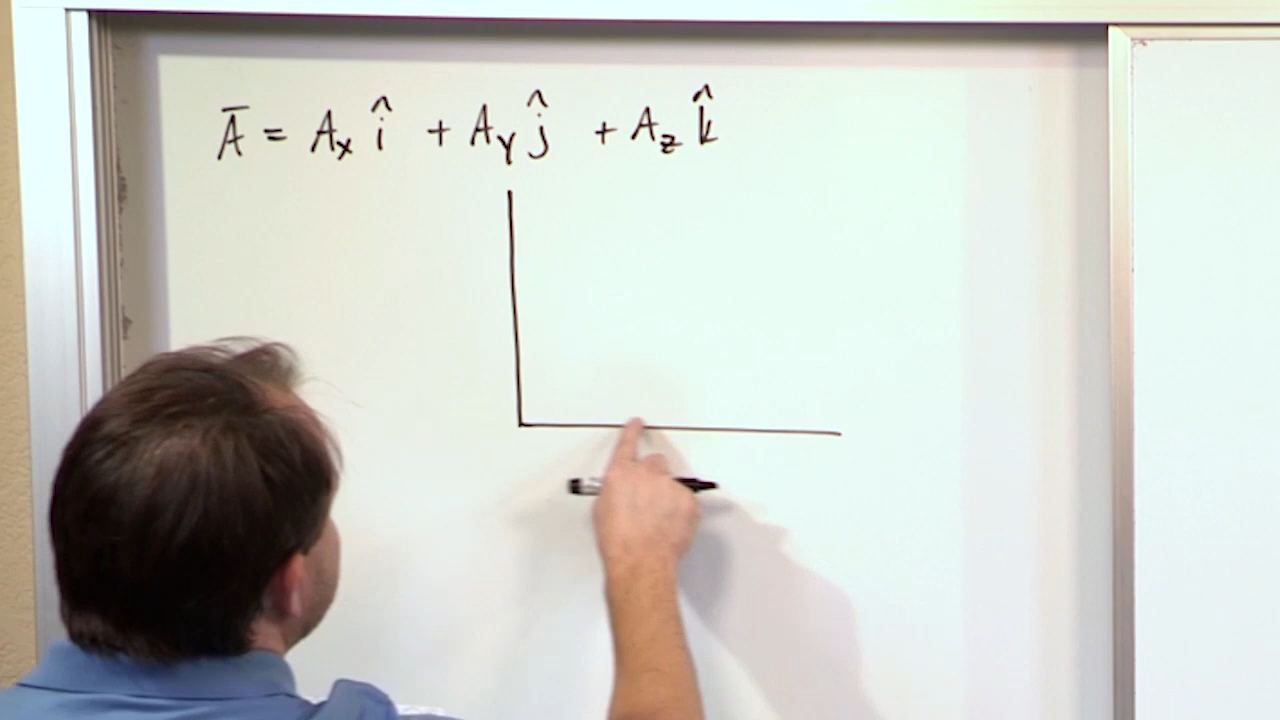 A̅ = Aₓ î + Aᵧ ĵ + A_z k̂